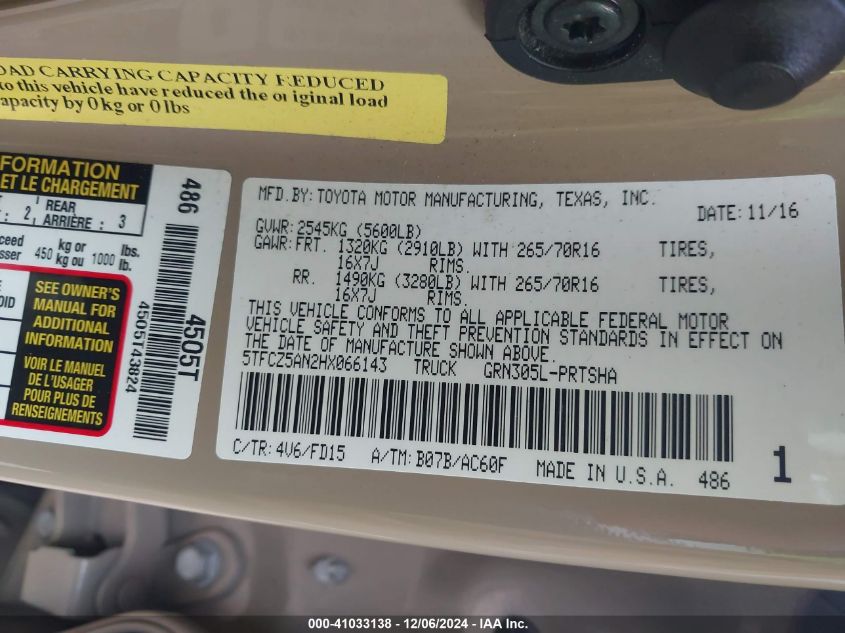 OAD CARRYING CAPACITY REDUCED
to this vehicle have reduced the original load
apacity by 0 kg or 0 lbs
FORMATION
ET LE CHARGEMENT
: 2 REAR ARRIÈRE : 3
ceed
sser 450 kg or kg ou 1000 lbs. lb.
OID
SEE OWNER'S
MANUAL FOR
ADDITIONAL
INFORMATION
VOIR LE MANUEL
DE L'USAGER
POUR PLUS DE
RENSEIGNEMENTS
486
4505T
4505T43824
MFD.BY:TOYOTA MOTOR MANUFACTURING, TEXAS, INC.
DATE:11/16
GVWR:2545KG (5600LB)
GAWR:FRT. 1320KG (2910LB) WITH 265/70R16 TIRES,
16X7J RIMS.
RR. 1490KG (3280LB) WITH 265/70R16 TIRES,
16X7J RIMS.
THIS VEHICLE CONFORMS TO ALL APPLICABLE FEDERAL MOTOR
VEHICLE SAFETY AND THEFT PREVENTION STANDARDS IN EFFECT ON
THE DATE OF MANUFACTURE SHOWN ABOVE.
5TFCZ5AN2HX066143 TRUCK GRN305L-PRTSHA
C/TR:4V6/FD15 A/TM:B07B/AC60F MADE IN U.S.A. 486 1
000-41033138 - 12/06/2024 - IAA Inc.